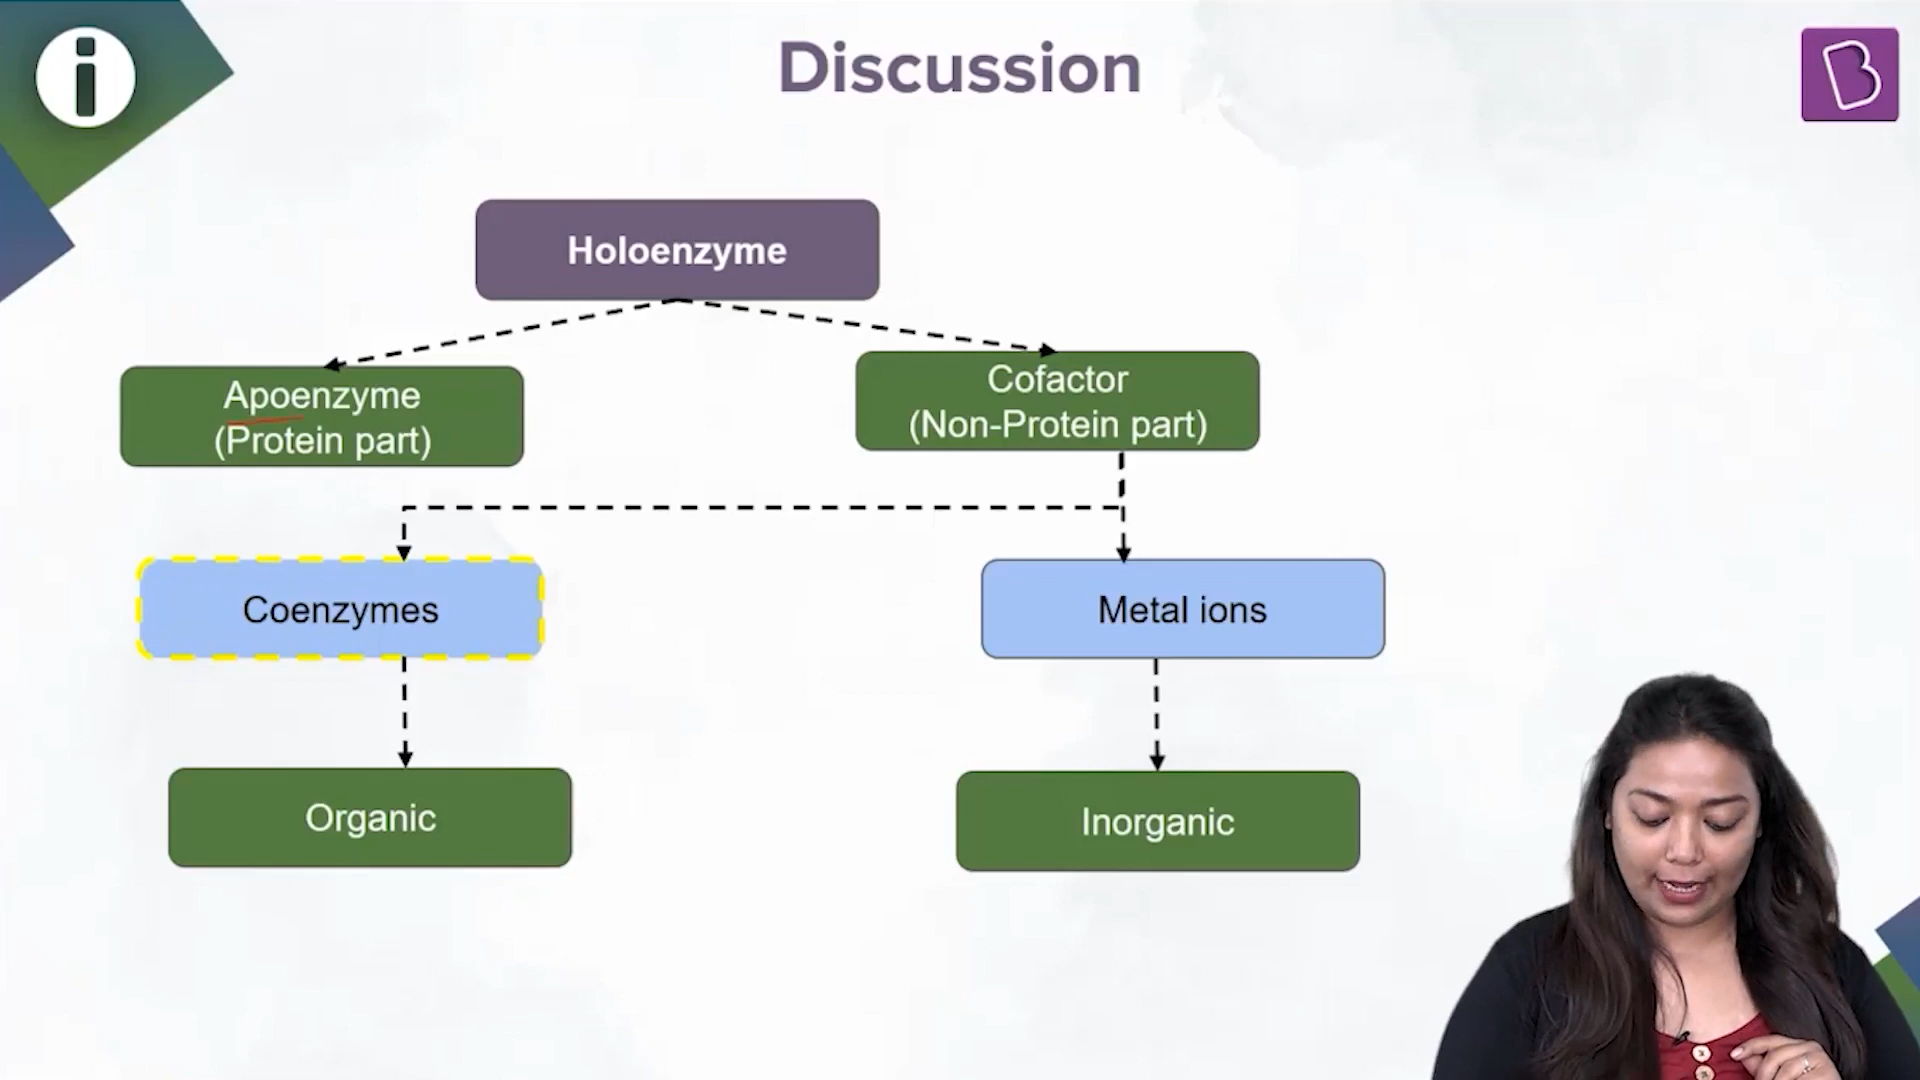 Discussion
Holoenzyme
Apoenzyme
(Protein part)
Cofactor
(Non-Protein part)
Coenzymes
Metal ions
Organic
Inorganic